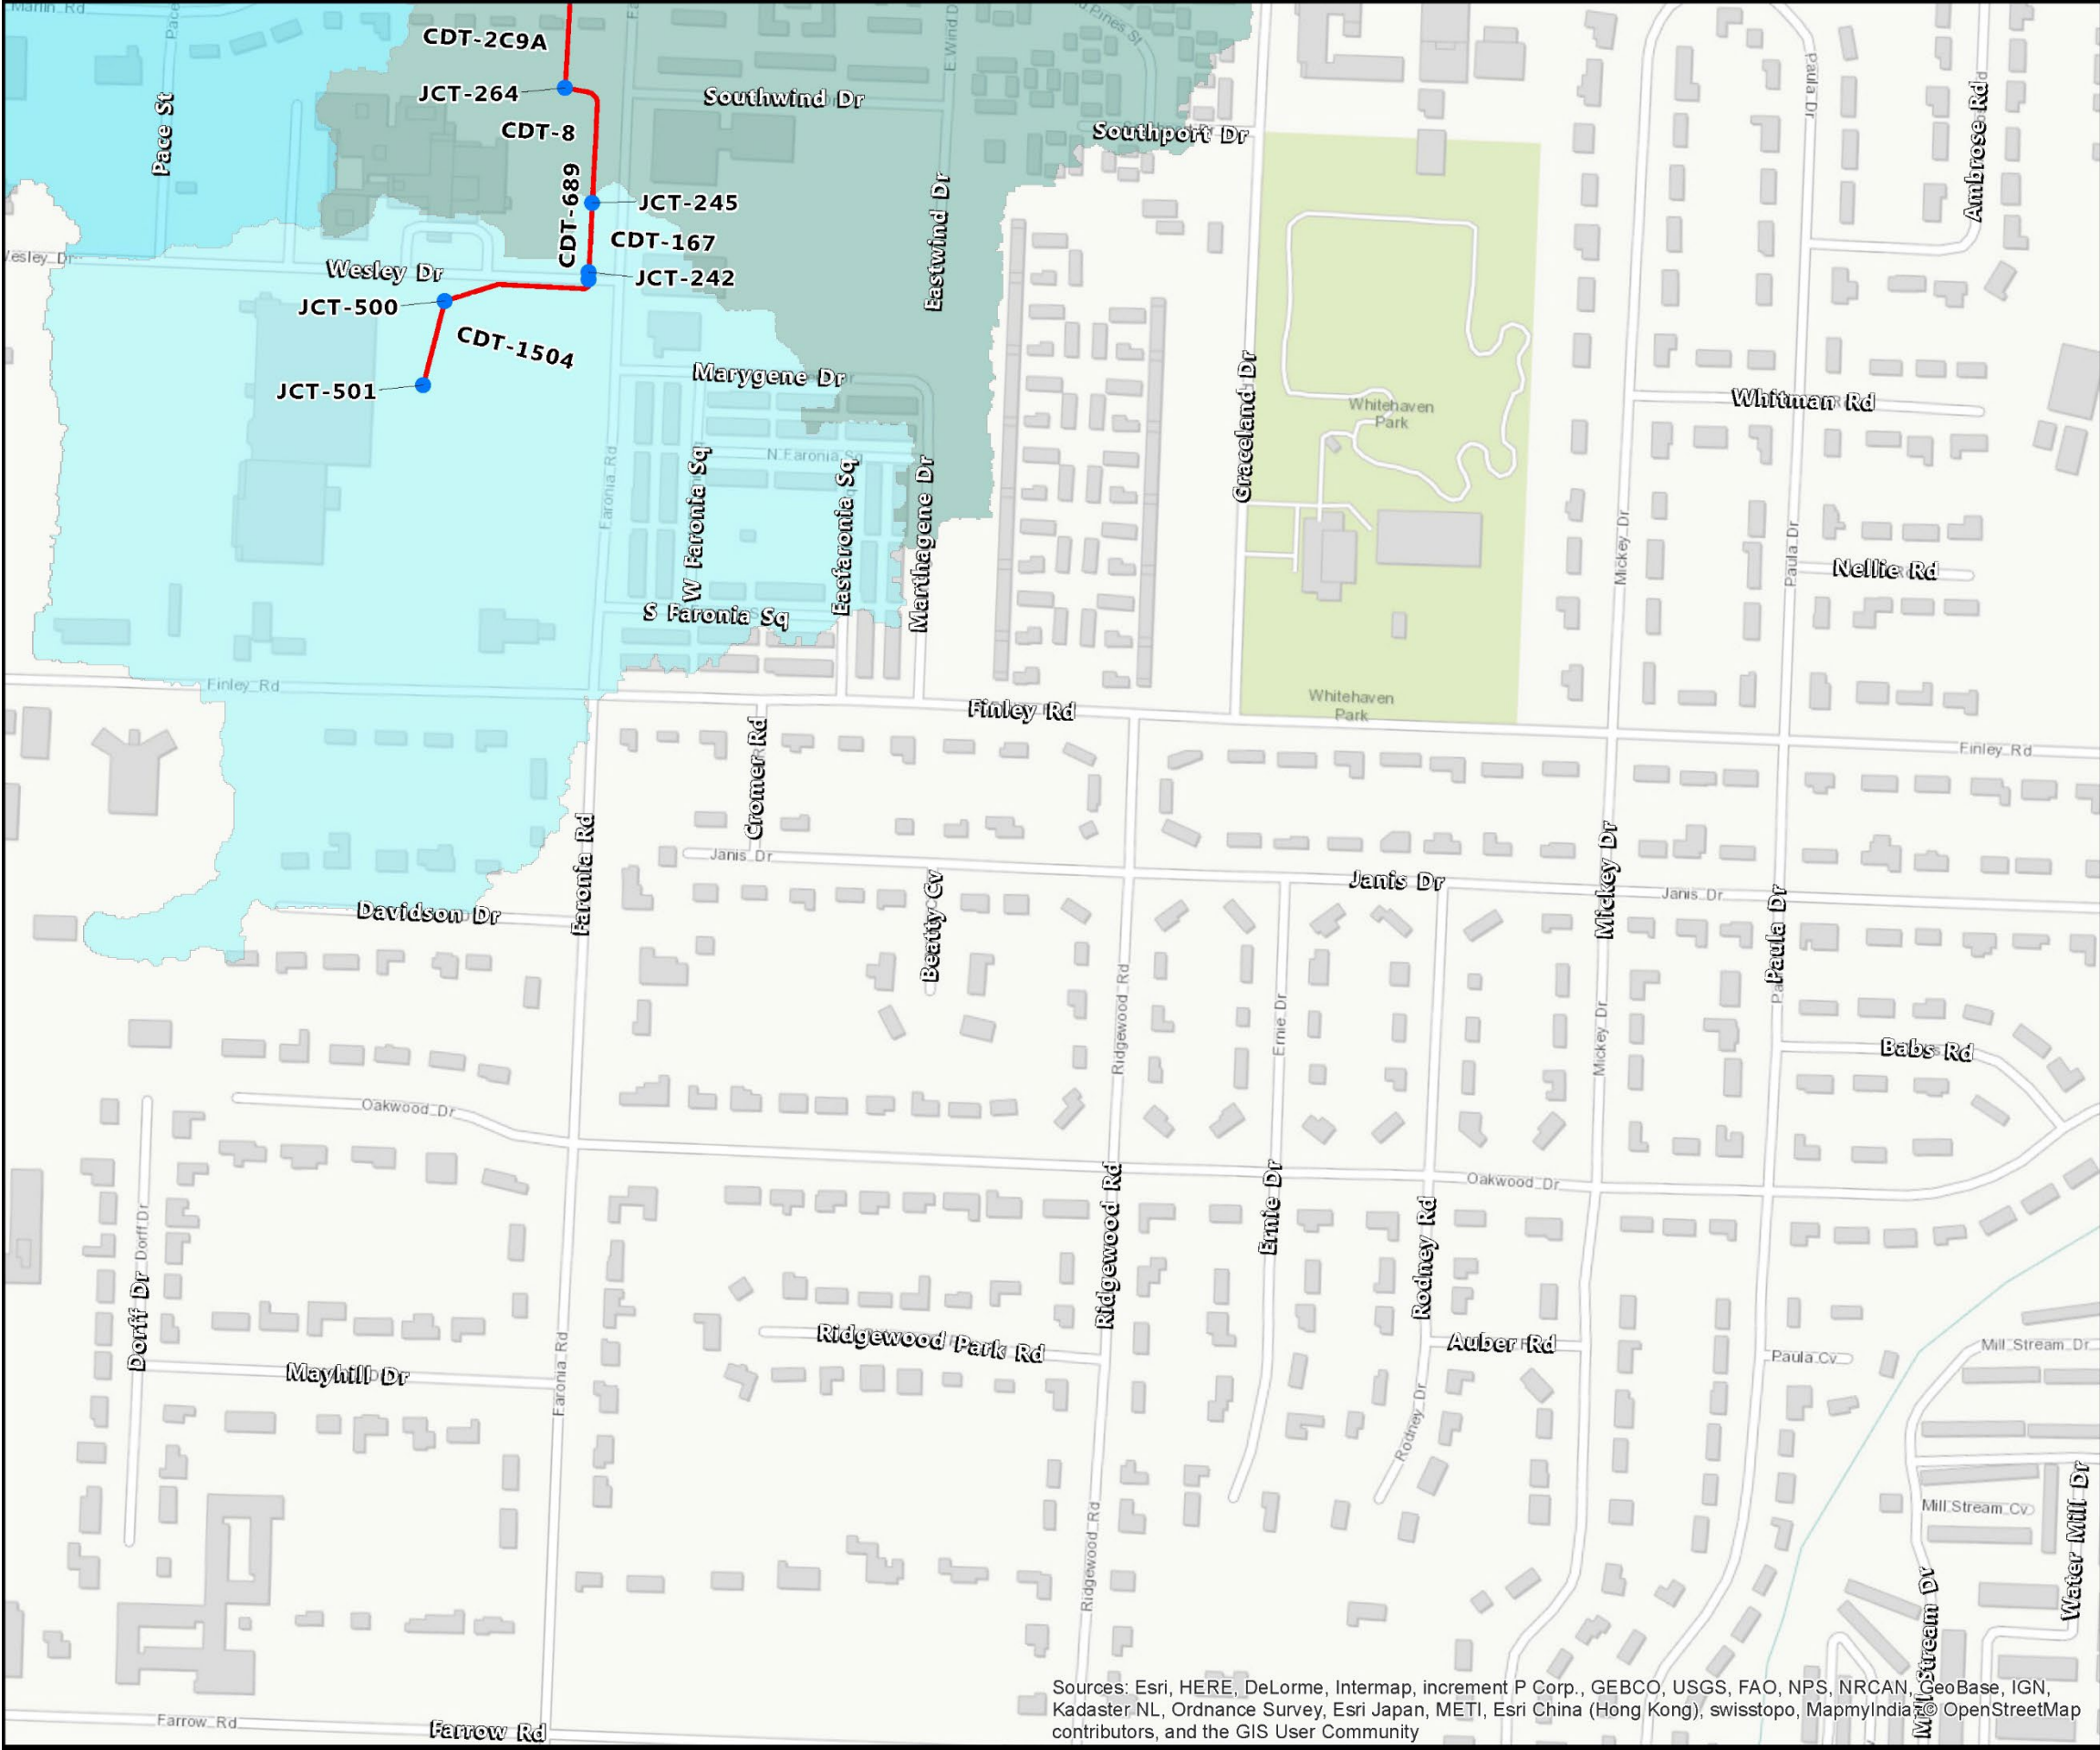 Pace St
CDT-2C9A
JCT-264
CDT-8
Southwind Dr
Southport Dr
Paula Dr
Ambrose Rd
CDT-689
JCT-245
CDT-167
JCT-242
Eastwind Dr
Wesley Dr
JCT-500
CDT-1504
JCT-501
Marygene Dr
Graceland Dr
Whitehaven
Park
Whitman Rd
N Faronia Sq
Faronia Rd
W Faronia Sq
Easfaronia Sq
Marthagene Dr
S Faronia Sq
Mickey Dr
Paula Dr
Nellie Rd
Finley Rd
Finley Rd
Whitehaven
Park
Finley Rd
Cromer Rd
Janis Dr
Faronia Rd
Davidson Dr
Beatty Cv
Janis Dr
Mickey Dr
Janis Dr
Paula Dr
Ridgewood Rd
Ernie Dr
Mickey Dr
Babs Rd
Oakwood Dr
Oakwood Dr
Ridgewood Rd
Ernie Dr
Rodney Rd
Dorff Dr
Dorff Dr
Mayhill Dr
Faronia Rd
Ridgewood Park Rd
Auber Rd
Rodney Dr
Paula Cv
Mill Stream Dr
Mill Stream Cv
Water Mill Dr
Mill Stream Dr
Ridgewood Rd
Farrow Rd
Farrow Rd
Sources: Esri, HERE, DeLorme, Intermap, increment P Corp., GEBCO, USGS, FAO, NPS, NRCAN, GeoBase, IGN,
Kadaster NL, Ordnance Survey, Esri Japan, METI, Esri China (Hong Kong), swisstopo, MapmyIndia, © OpenStreetMap
contributors, and the GIS User Community